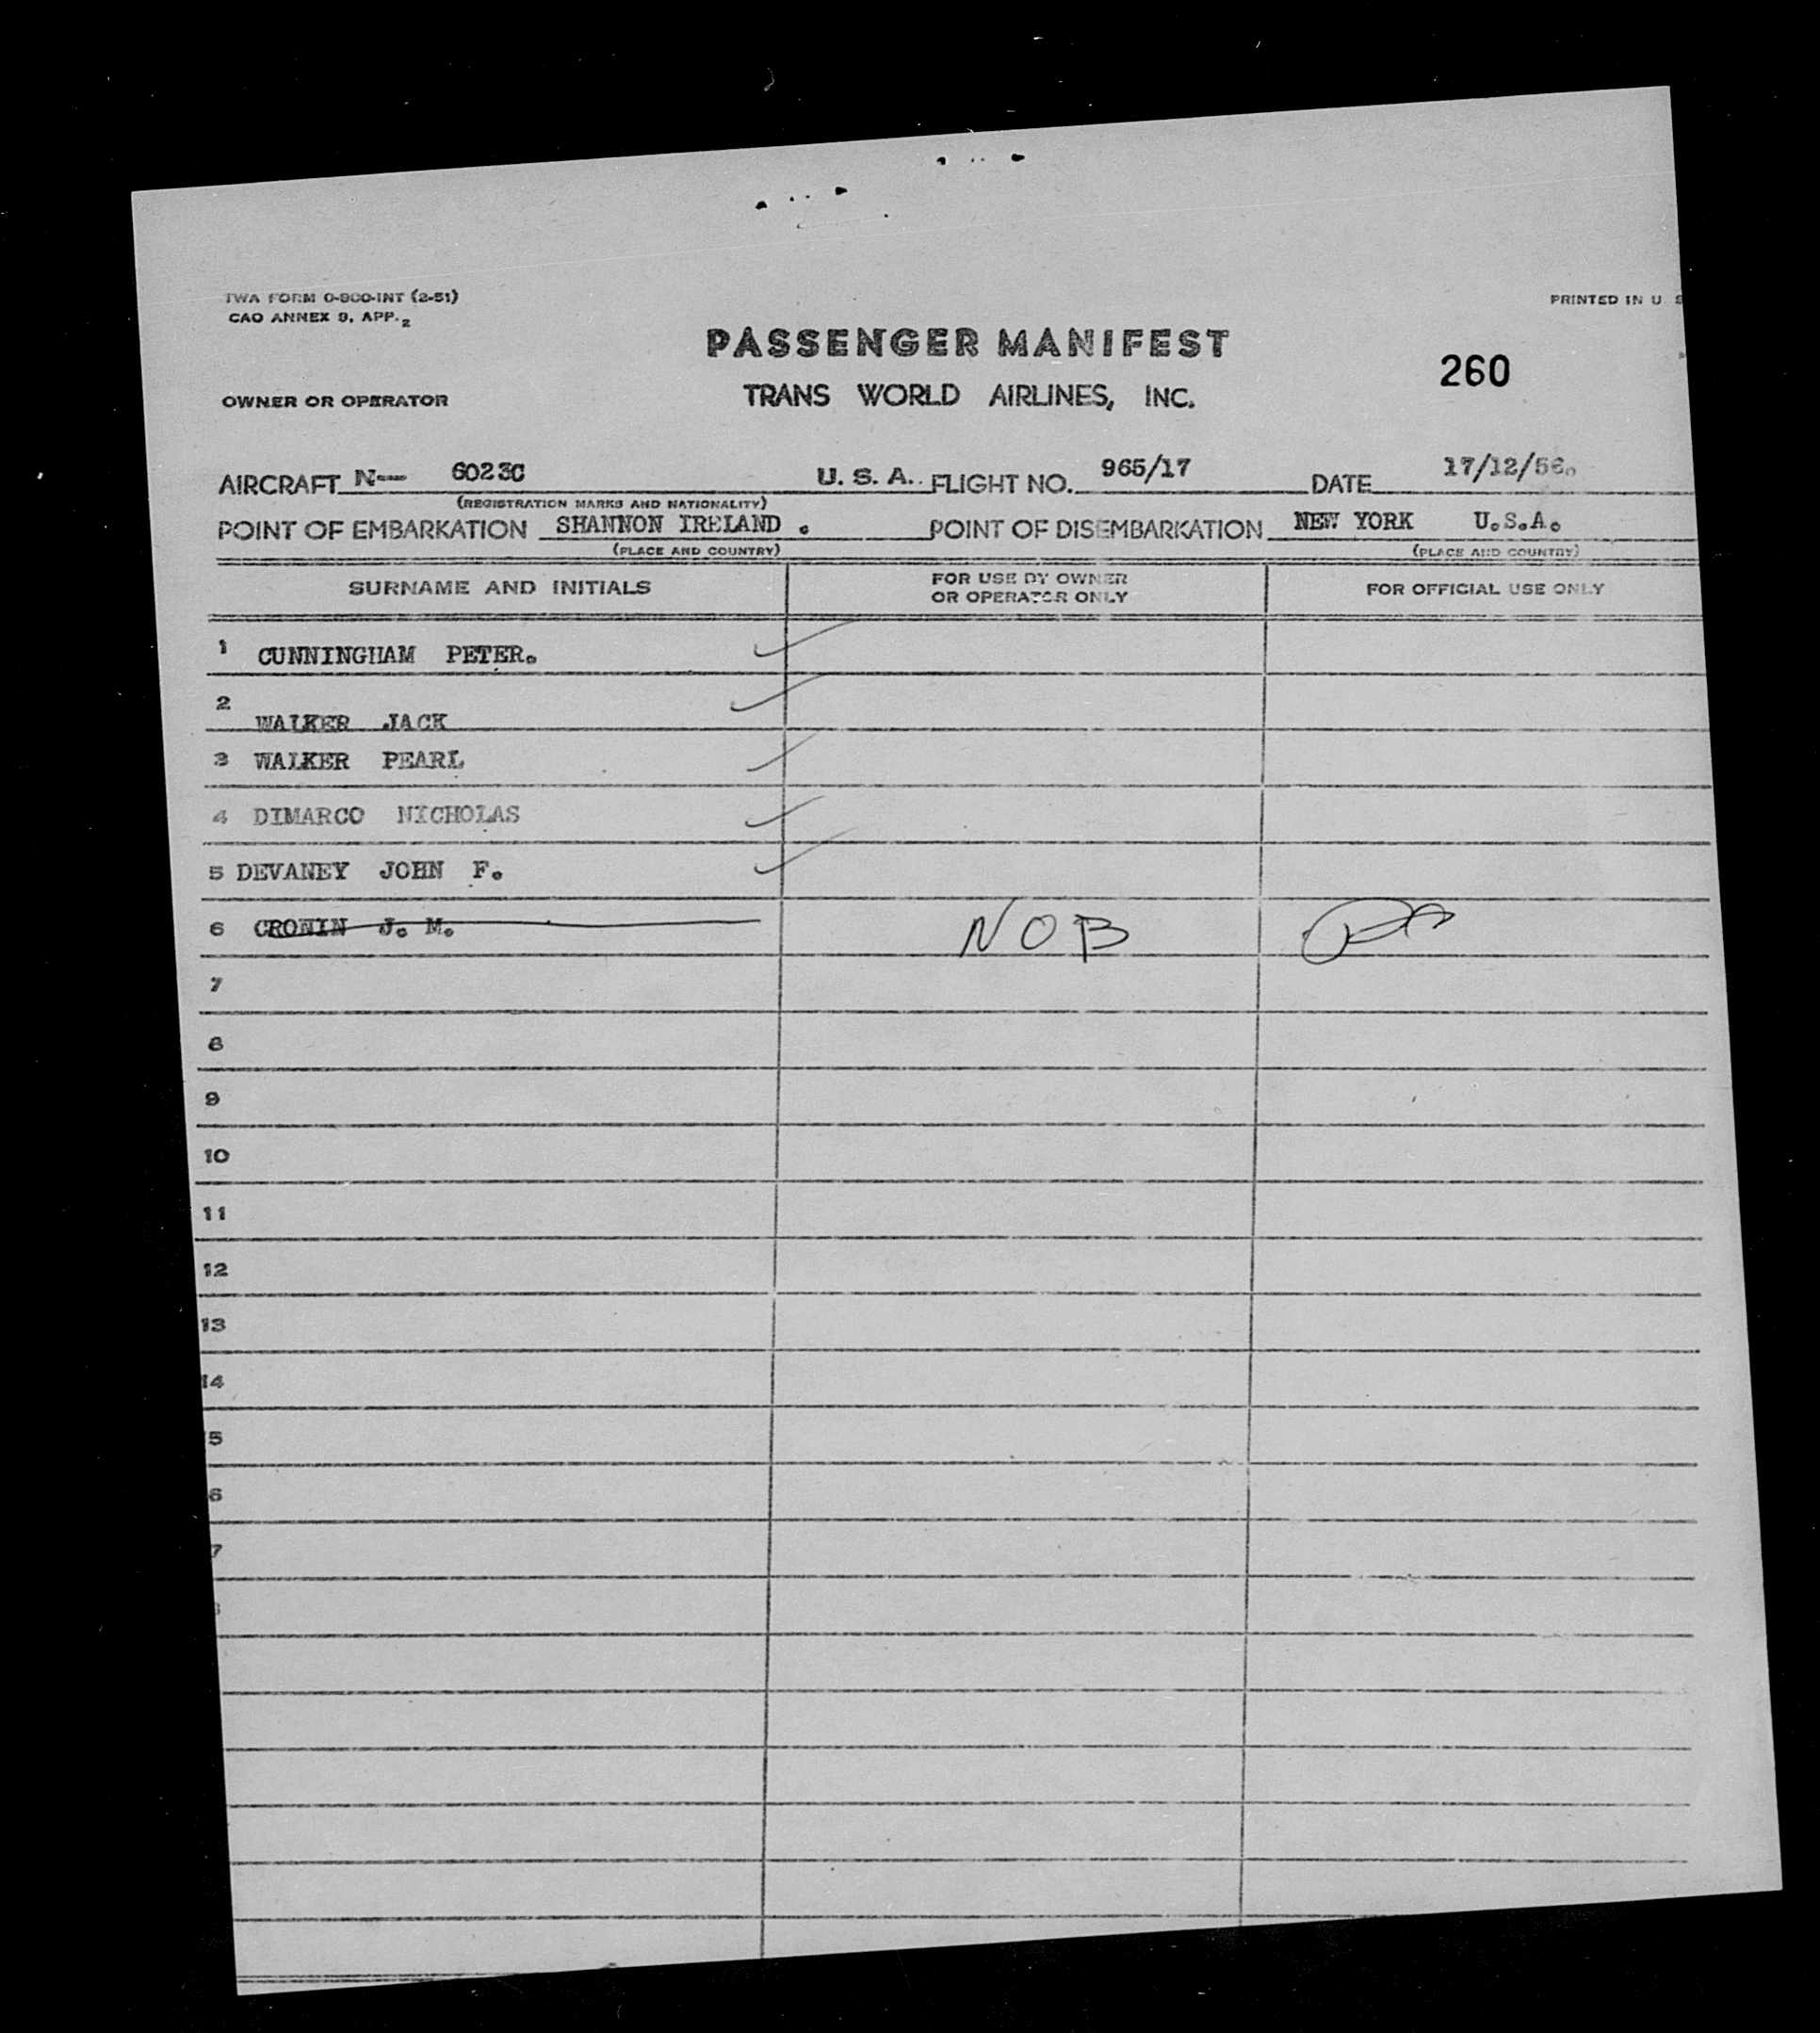 TWA FORM O-900-INT (2-51)
CAO ANNEX 9, APP. 2
PRINTED IN U. S
PASSENGER MANIFEST
260
OWNER OR OPERATOR
TRANS WORLD AIRLINES, INC.
AIRCRAFT N-- 6023C U. S. A. FLIGHT NO. 965/17 DATE 17/12/56.
(REGISTRATION MARKS AND NATIONALITY)
POINT OF EMBARKATION SHANNON IRELAND . POINT OF DISEMBARKATION NEW YORK U.S.A.
(PLACE AND COUNTRY) (PLACE AND COUNTRY)
SURNAME AND INITIALS
FOR USE BY OWNER
OR OPERATOR ONLY
FOR OFFICIAL USE ONLY
1 CUNNINGHAM PETER.
2 WALKER JACK
3 WALKER PEARL
4 DIMARCO NICHOLAS
5 DEVANEY JOHN F.
6 CRONIN J. M. NOB
7
8
9
10
11
12
13
14
5
6
7